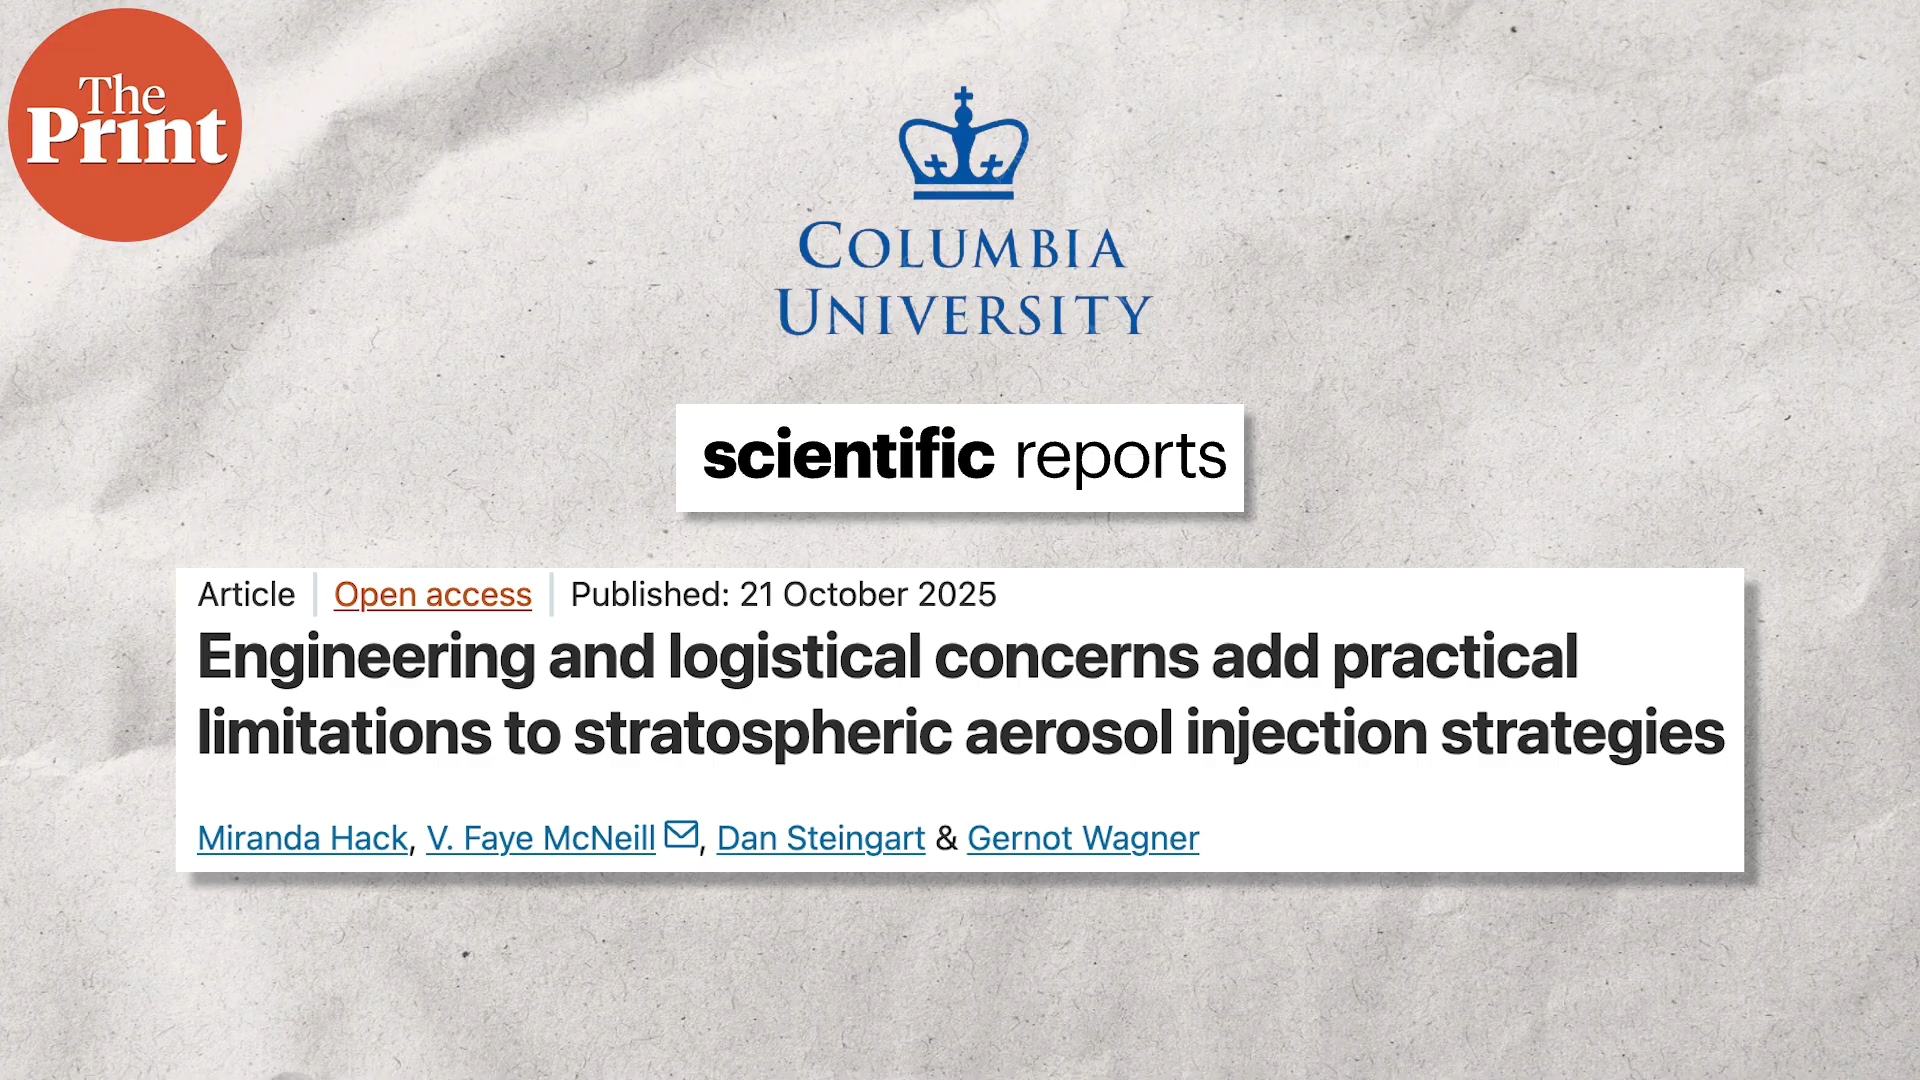 The
Print
COLUMBIA
UNIVERSITY
scientific reports
Article | Open access | Published: 21 October 2025
Engineering and logistical concerns add practical
limitations to stratospheric aerosol injection strategies
Miranda Hack, V. Faye McNeill, Dan Steingart & Gernot Wagner